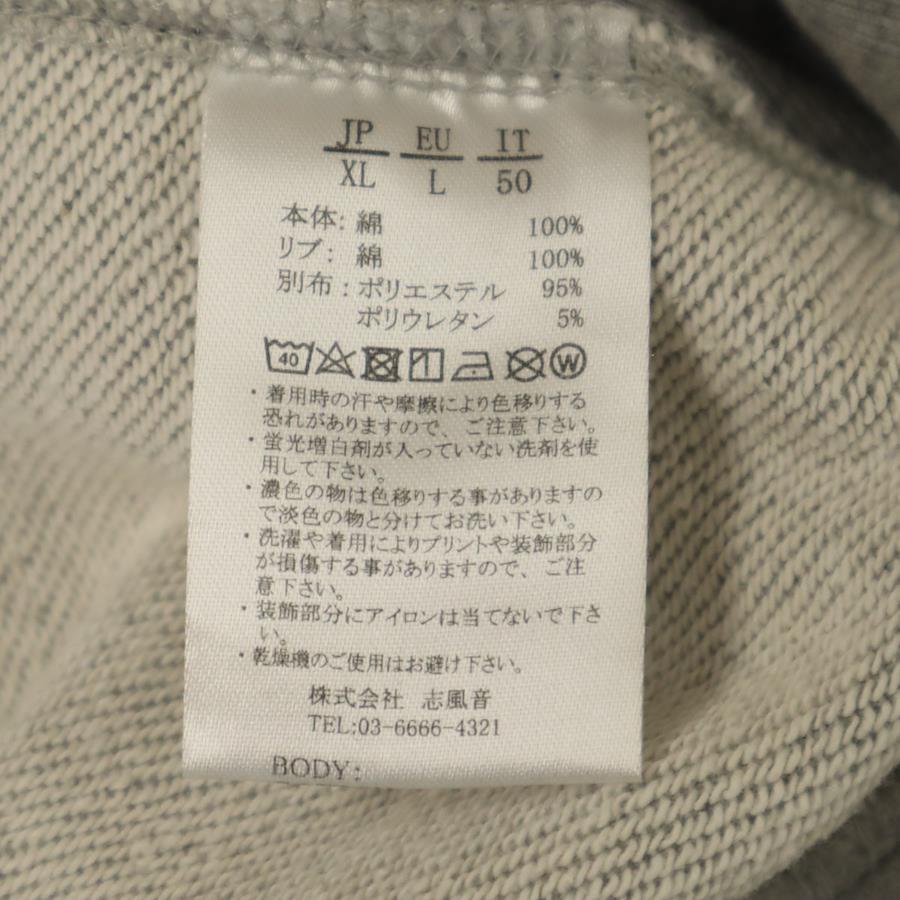 JP EU IT
XL L 50
本体: 綿 100%
リブ: 綿 100%
別布: ポリエステル 95%
ポリウレタン 5%
40 W
・着用時の汗や摩擦により色移りする
恐れがありますので、ご注意下さい。
・蛍光増白剤が入っていない洗剤を使
用して下さい。
・濃色の物は色移りする事がありますの
で淡色の物と分けてお洗い下さい。
・洗濯や着用によりプリントや装飾部分
が損傷する事がありますので、ご注
意下さい。
・装飾部分にアイロンは当てないで下さ
い。
・乾燥機のご使用はお避け下さい。
株式会社 志風音
TEL:03-6666-4321
BODY: